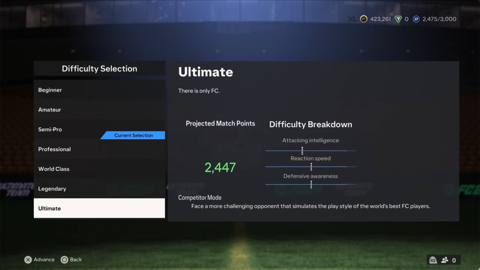 423,261 0 2,475/3,000
Difficulty Selection
Beginner
Amateur
Semi-Pro
Current Selection
Professional
World Class
Legendary
Ultimate
Ultimate
There is only FC.
Projected Match Points
2,447
Difficulty Breakdown
Attacking intelligence
Reaction speed
Defensive awareness
Competitor Mode
Face a more challenging opponent that simulates the play style of the world's best FC players.
Advance Back
0